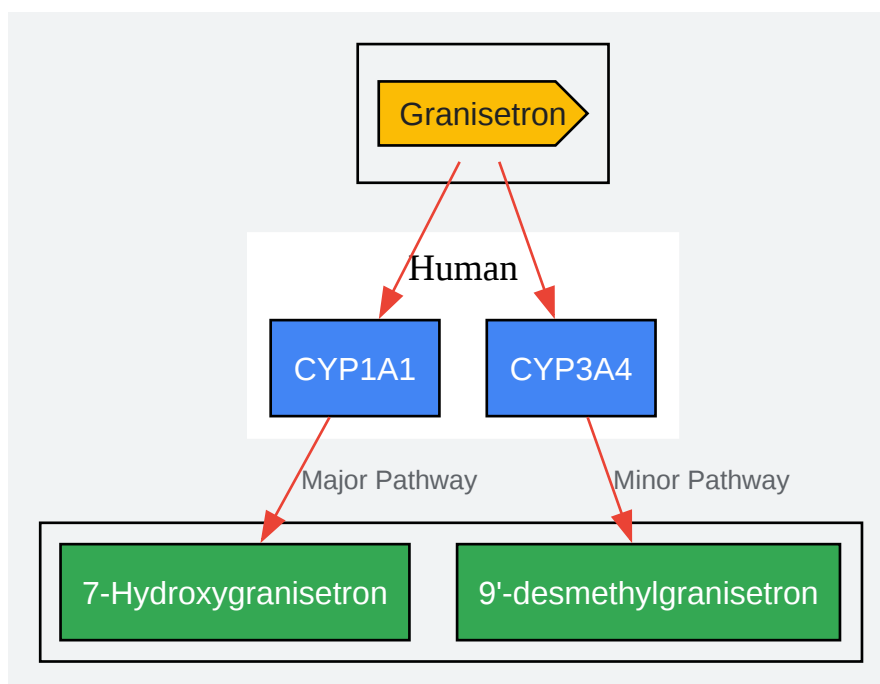 Granisetron
Human
CYP1A1
CYP3A4
Major Pathway
Minor Pathway
7-Hydroxygranisetron
9'-desmethylgranisetron